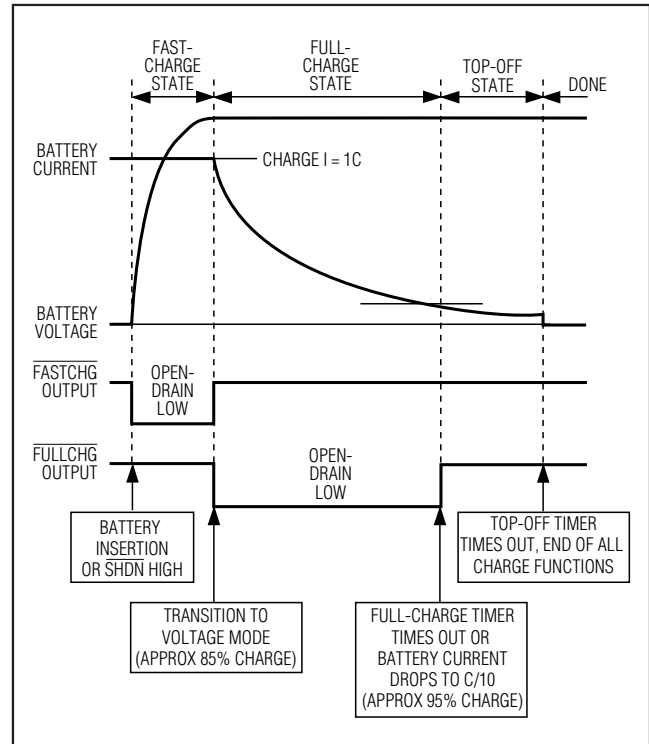 FAST-
CHARGE
STATE
FULL-
CHARGE
STATE
TOP-OFF
STATE
DONE
BATTERY
CURRENT
CHARGE I = 1C
BATTERY
VOLTAGE
FASTCHG
OUTPUT
OPEN-
DRAIN
LOW
FULLCHG
OUTPUT
OPEN-
DRAIN
LOW
BATTERY
INSERTION
OR SHDN HIGH
TOP-OFF TIMER
TIMES OUT, END OF ALL
CHARGE FUNCTIONS
TRANSITION TO
VOLTAGE MODE
(APPROX 85% CHARGE)
FULL-CHARGE TIMER
TIMES OUT OR
BATTERY CURRENT
DROPS TO C/10
(APPROX 95% CHARGE)